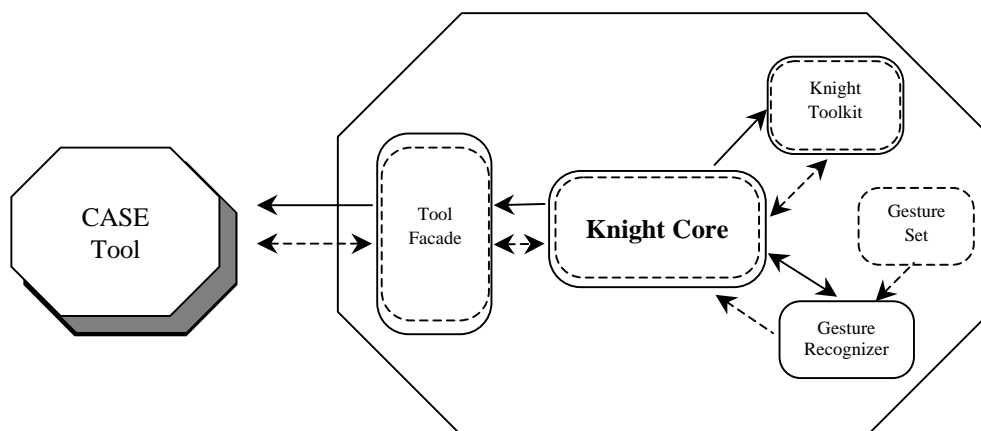 CASE
Tool
Tool
Facade
Knight Core
Knight
Toolkit
Gesture
Set
Gesture
Recognizer